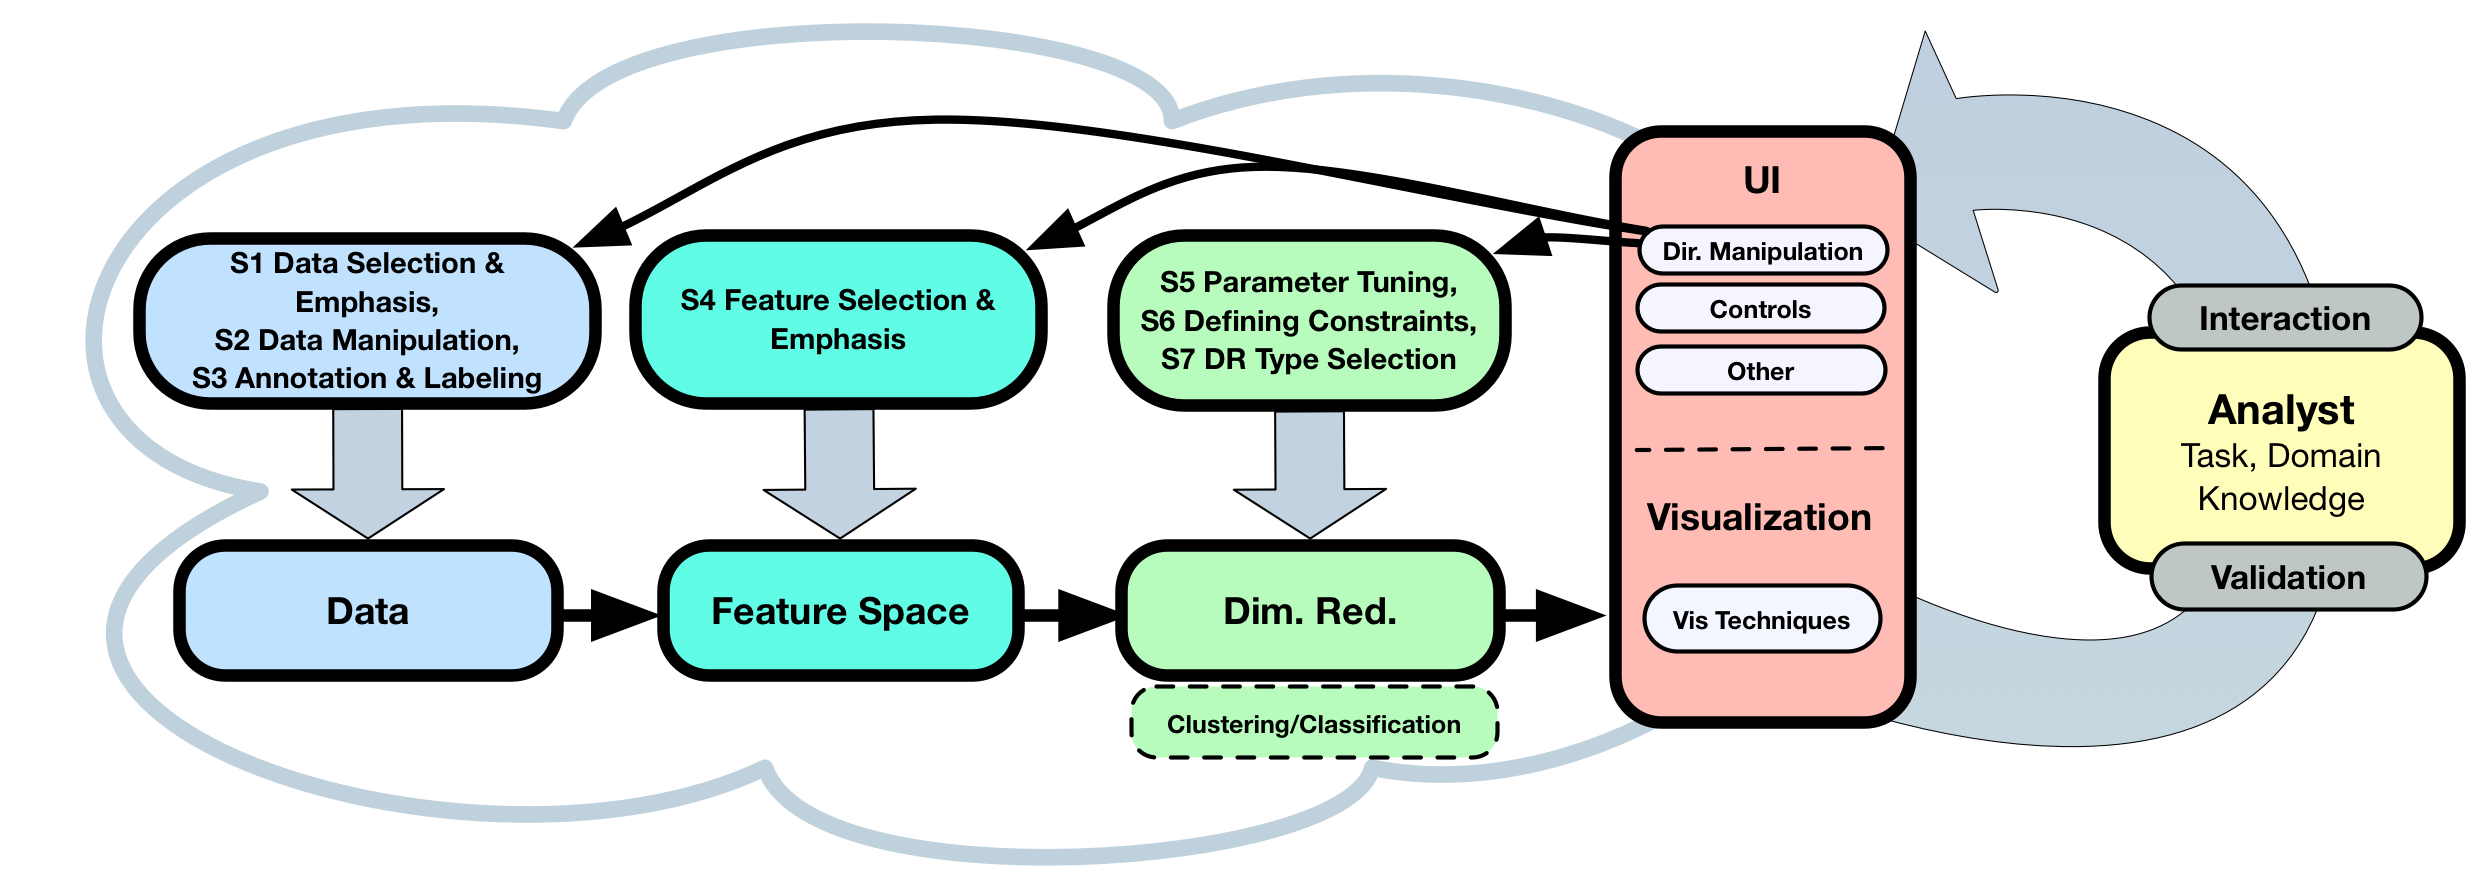 S1 Data Selection &
Emphasis,
S2 Data Manipulation,
S3 Annotation & Labeling
S4 Feature Selection &
Emphasis
S5 Parameter Tuning,
S6 Defining Constraints,
S7 DR Type Selection
Data
Feature Space
Dim. Red.
Clustering/Classification
UI
Dir. Manipulation
Controls
Other
Visualization
Vis Techniques
Interaction
Analyst
Task, Domain
Knowledge
Validation